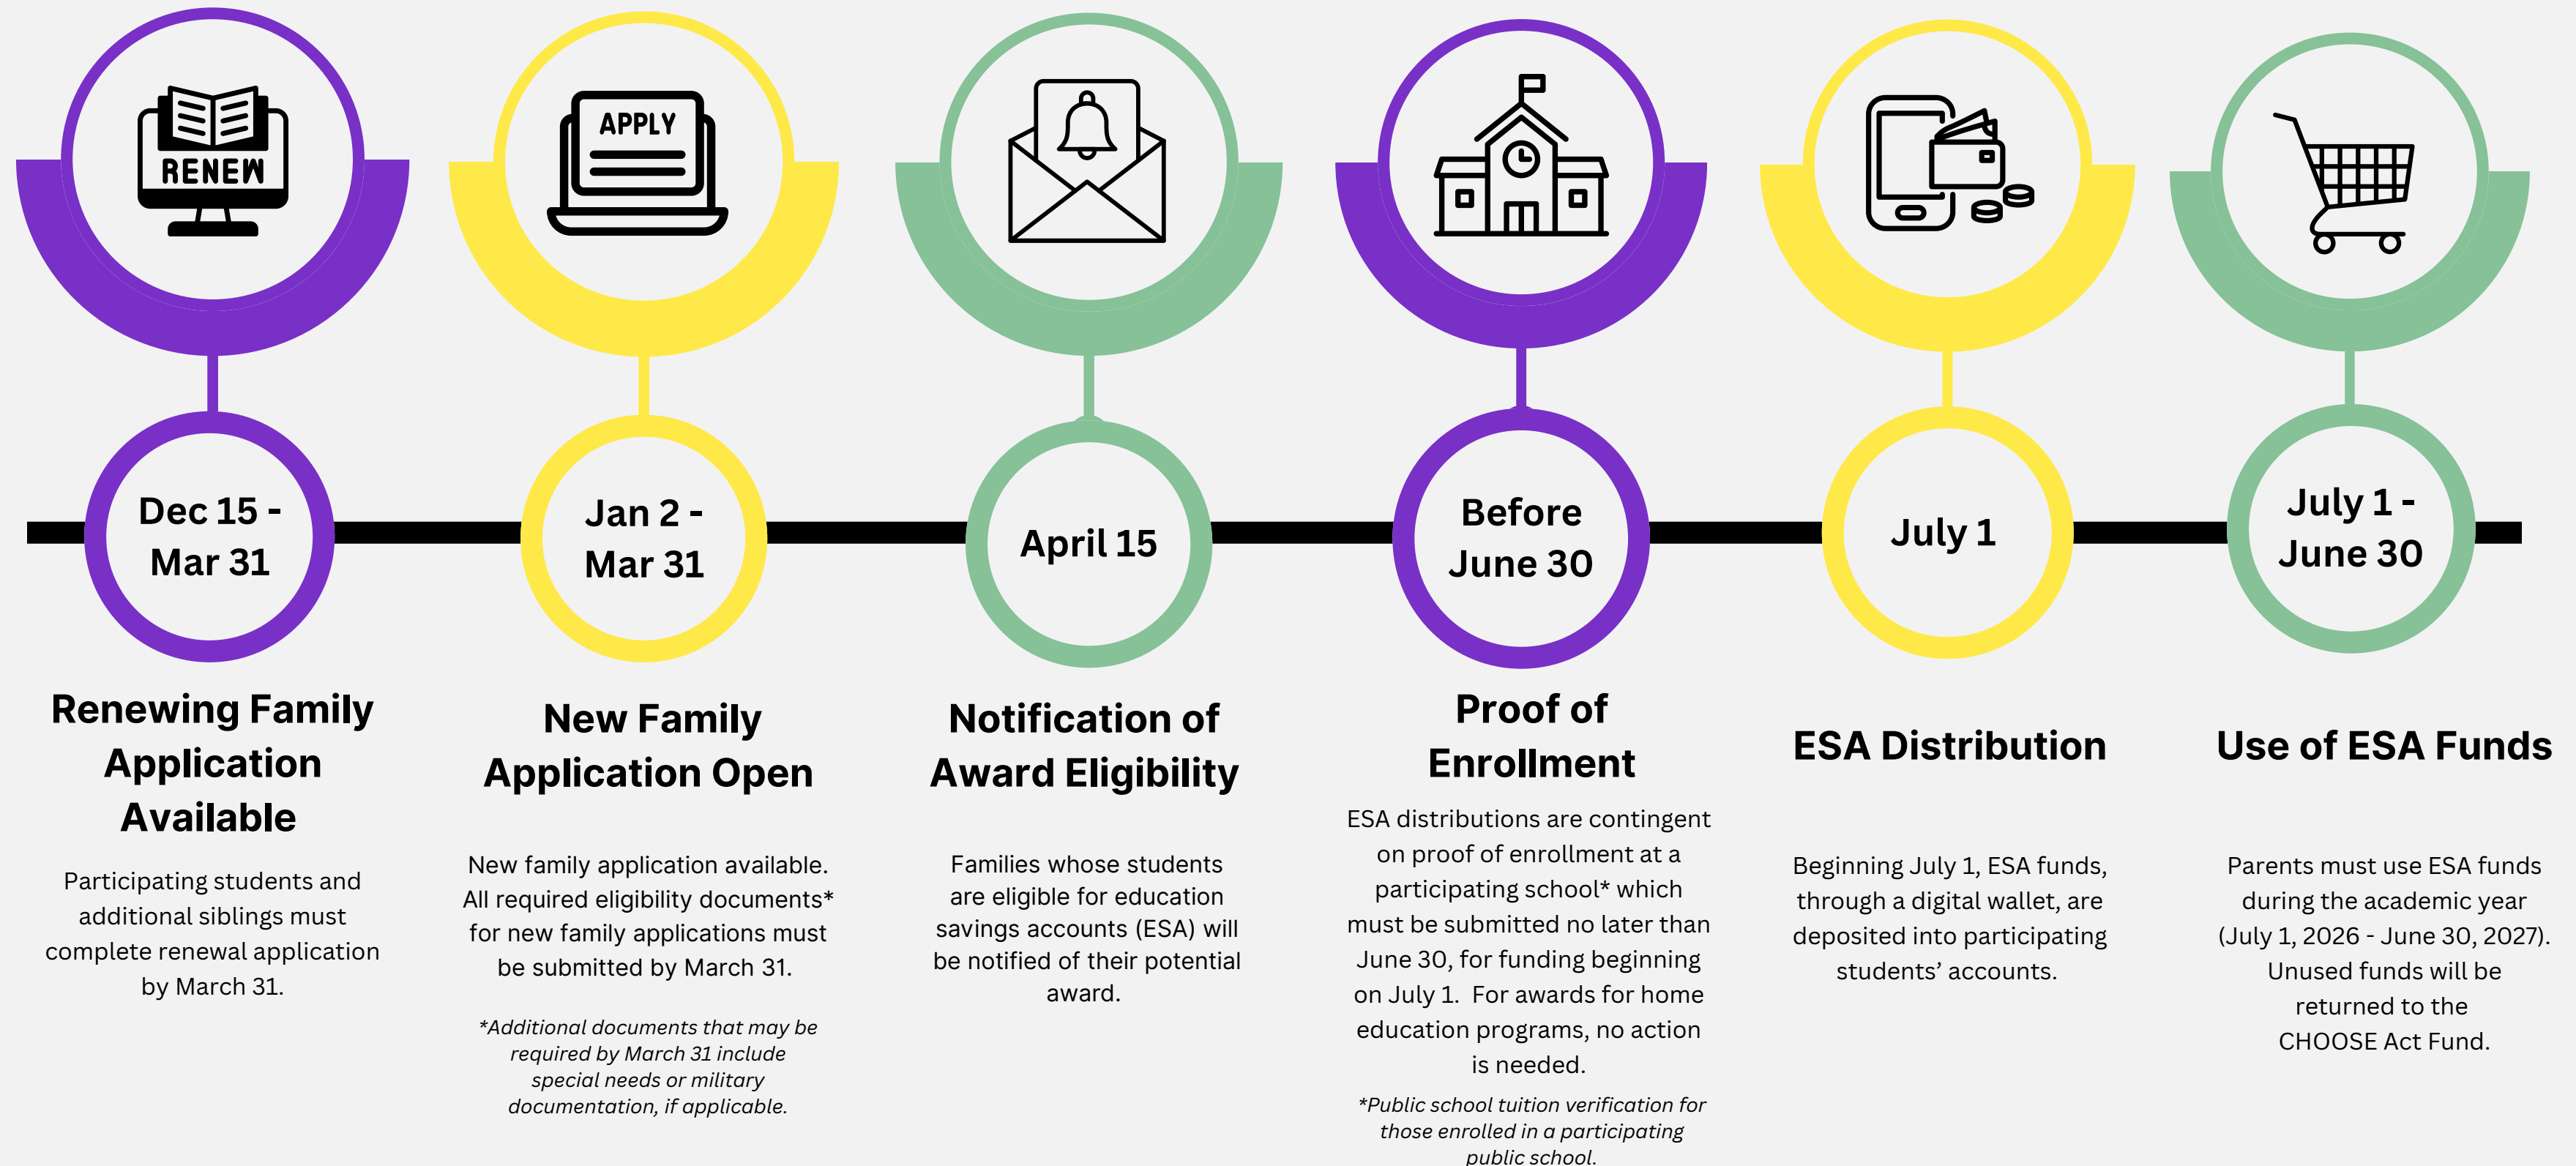 RENEW
Dec 15 -
Mar 31
Renewing Family
Application
Available
Participating students and
additional siblings must
complete renewal application
by March 31.
APPLY
Jan 2 -
Mar 31
New Family
Application Open
New family application available.
All required eligibility documents*
for new family applications must
be submitted by March 31.
*Additional documents that may be
required by March 31 include
special needs or military
documentation, if applicable.
April 15
Notification of
Award Eligibility
Families whose students
are eligible for education
savings accounts (ESA) will
be notified of their potential
award.
Before
June 30
Proof of
Enrollment
ESA distributions are contingent
on proof of enrollment at a
participating school* which
must be submitted no later than
June 30, for funding beginning
on July 1.  For awards for home
education programs, no action
is needed.
*Public school tuition verification for
those enrolled in a participating
public school.
July 1
ESA Distribution
Beginning July 1, ESA funds,
through a digital wallet, are
deposited into participating
students’ accounts.
July 1 -
June 30
Use of ESA Funds
Parents must use ESA funds
during the academic year
(July 1, 2026 - June 30, 2027).
Unused funds will be
returned to the
CHOOSE Act Fund.